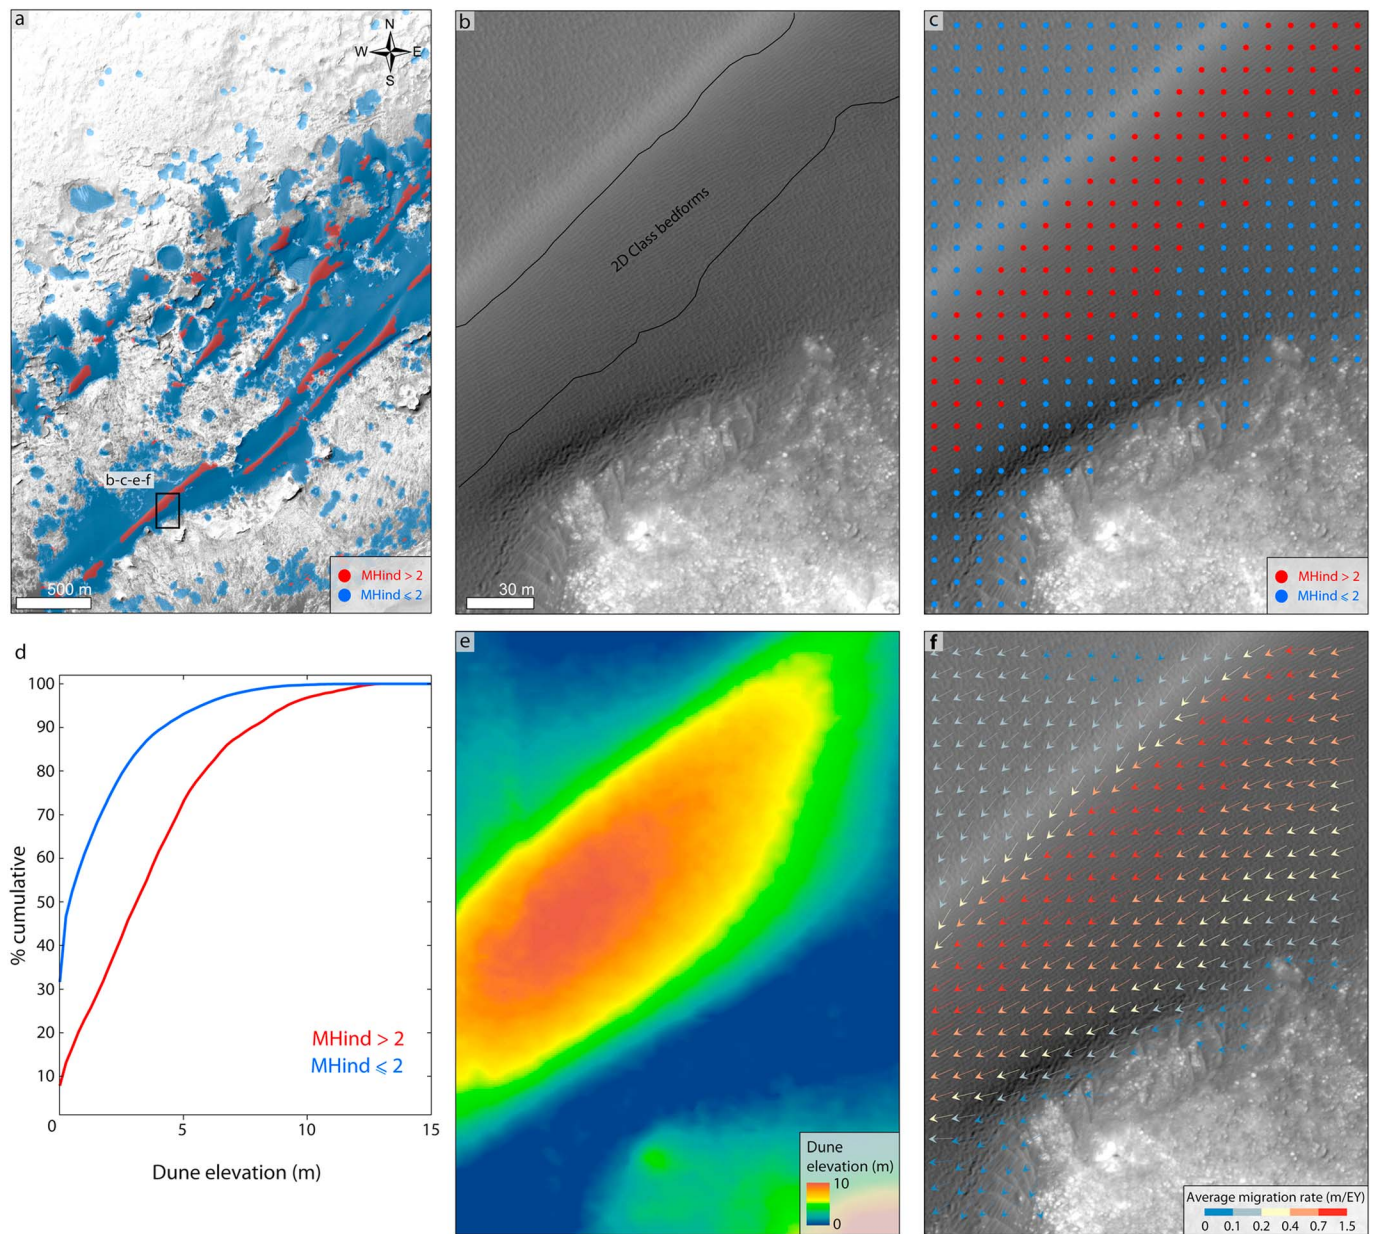 a
N
W E
S
b-c-e-f
500 m
MHind > 2
MHind ⩽ 2
b
2D Class bedforms
30 m
c
MHind > 2
MHind ⩽ 2
d
100
90
80
70
60
50
40
30
20
10
0 5 10 15
% cumulative
Dune elevation (m)
MHind > 2
MHind ⩽ 2
e
Dune
elevation (m)
10
0
f
Average migration rate (m/EY)
0 0.1 0.2 0.4 0.7 1.5